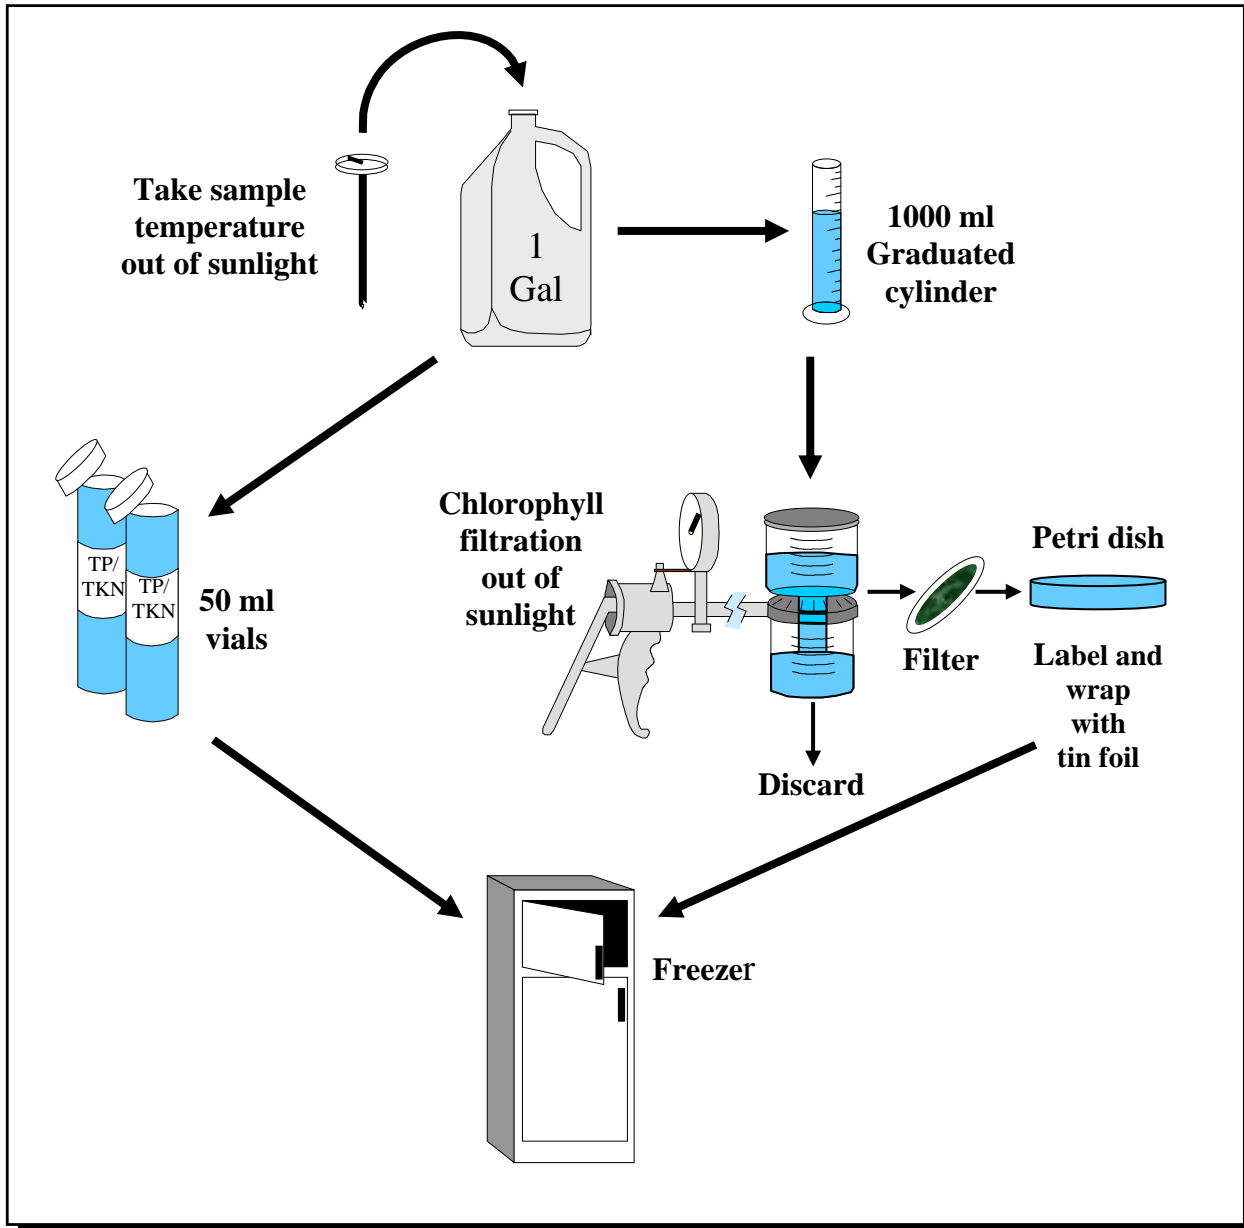 Take sample
temperature
out of sunlight
1
Gal
1000 ml
Graduated
cylinder
TP/
TKN
TP/
TKN
50 ml
vials
Chlorophyll
filtration
out of
sunlight
Filter
Petri dish
Label and
wrap
with
tin foil
Discard
Freezer